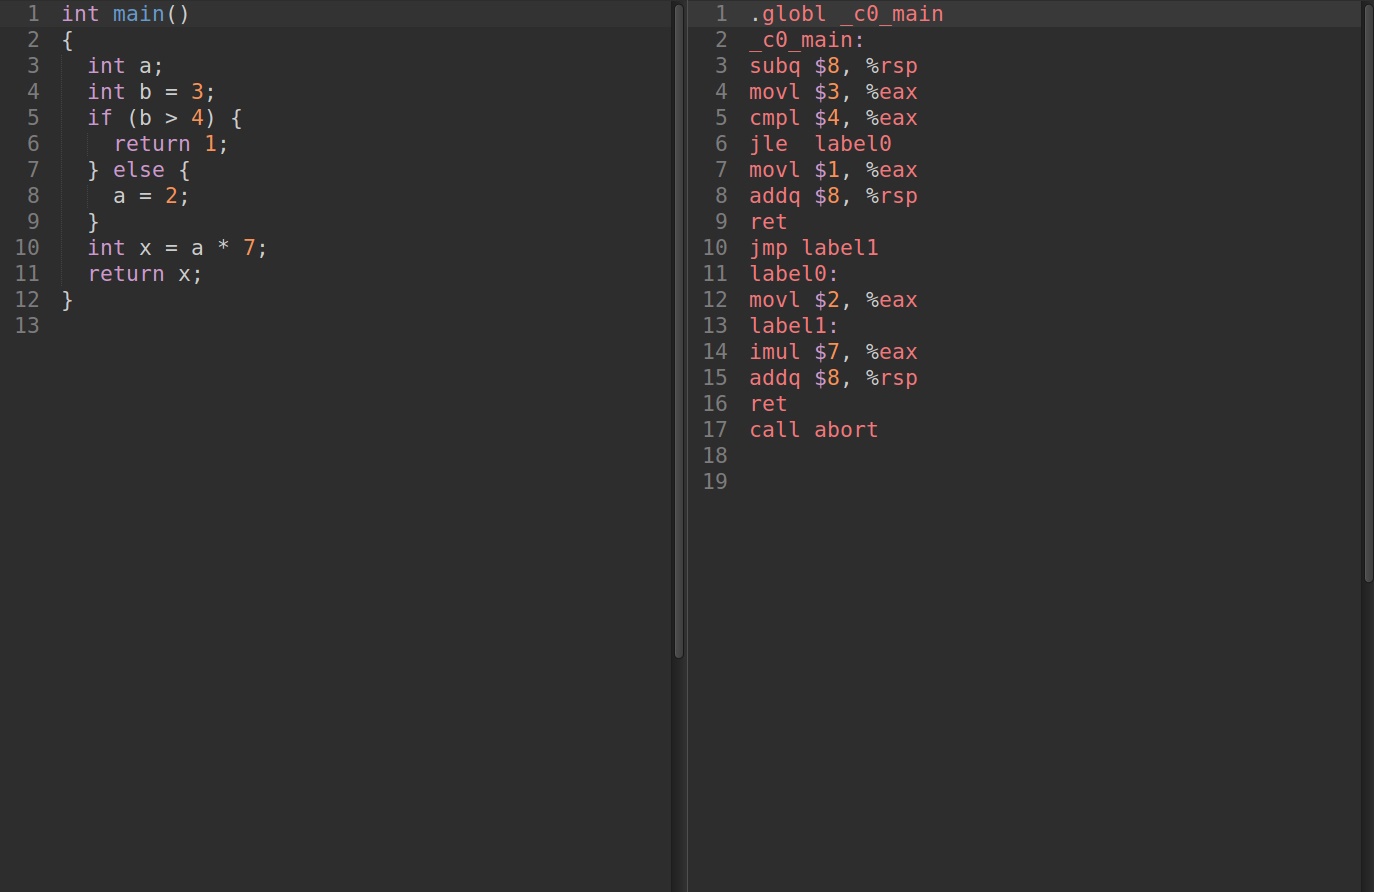 1 int main()
2 {
3   int a;
4   int b = 3;
5   if (b > 4) {
6     return 1;
7   } else {
8     a = 2;
9   }
10   int x = a * 7;
11   return x;
12 }
13
1 .globl _c0_main
2 _c0_main:
3 subq $8, %rsp
4 movl $3, %eax
5 cmpl $4, %eax
6 jle  label0
7 movl $1, %eax
8 addq $8, %rsp
9 ret
10 jmp label1
11 label0:
12 movl $2, %eax
13 label1:
14 imul $7, %eax
15 addq $8, %rsp
16 ret
17 call abort
18
19